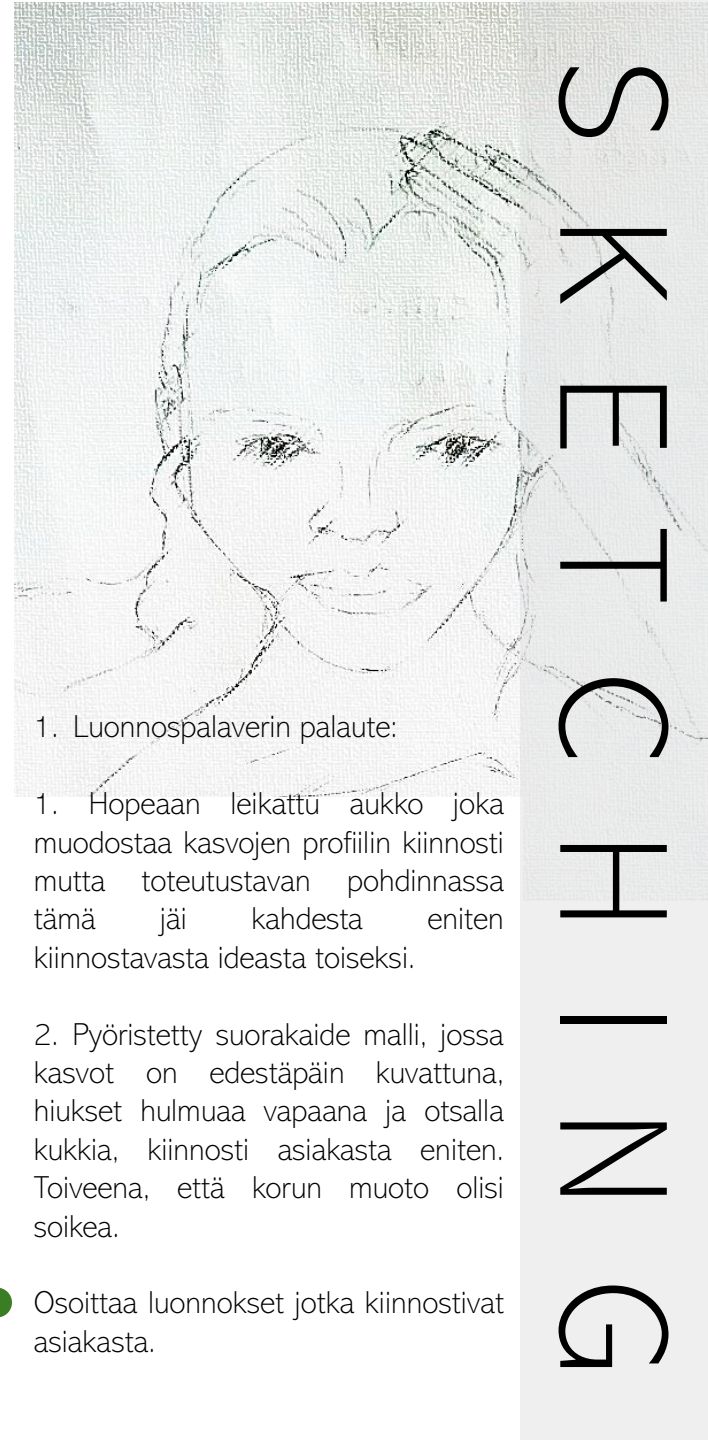 SKETCHING
1. Luonnospalaverin palaute:
1. Hopeaan leikattu aukko joka
muodostaa kasvojen profiilin kiinnosti
mutta toteutustavan pohdinnassa
tämä jäi kahdesta eniten
kiinnostavasta ideasta toiseksi.
2. Pyöristetty suorakaide malli, jossa
kasvot on edestäpäin kuvattuna,
hiukset hulmuaa vapaana ja otsalla
kukkia, kiinnosti asiakasta eniten.
Toiveena, että korun muoto olisi
soikea.
Osoittaa luonnokset jotka kiinnostivat
asiakasta.